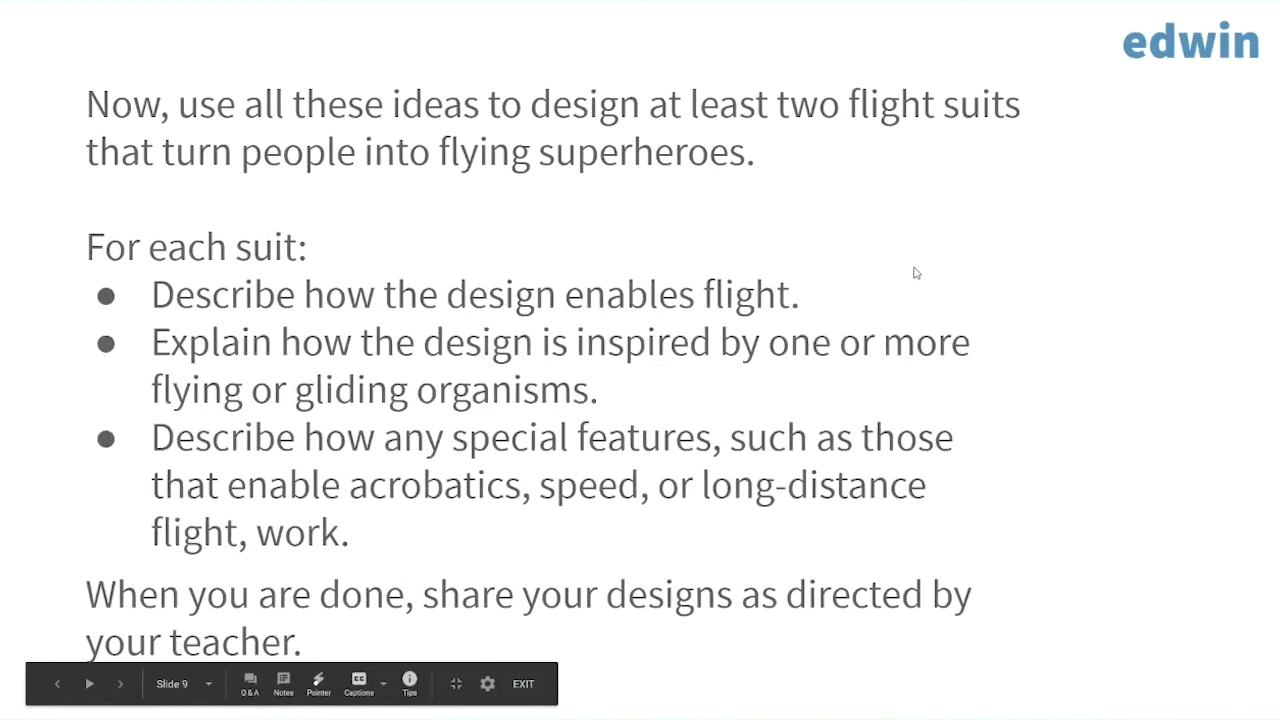 edwin
Now, use all these ideas to design at least two flight suits
that turn people into flying superheroes.
For each suit:
● Describe how the design enables flight.
● Explain how the design is inspired by one or more
flying or gliding organisms.
● Describe how any special features, such as those
that enable acrobatics, speed, or long-distance
flight, work.
When you are done, share your designs as directed by
your teacher.
Slide 9 Q & A Notes Pointer Captions Tips EXIT